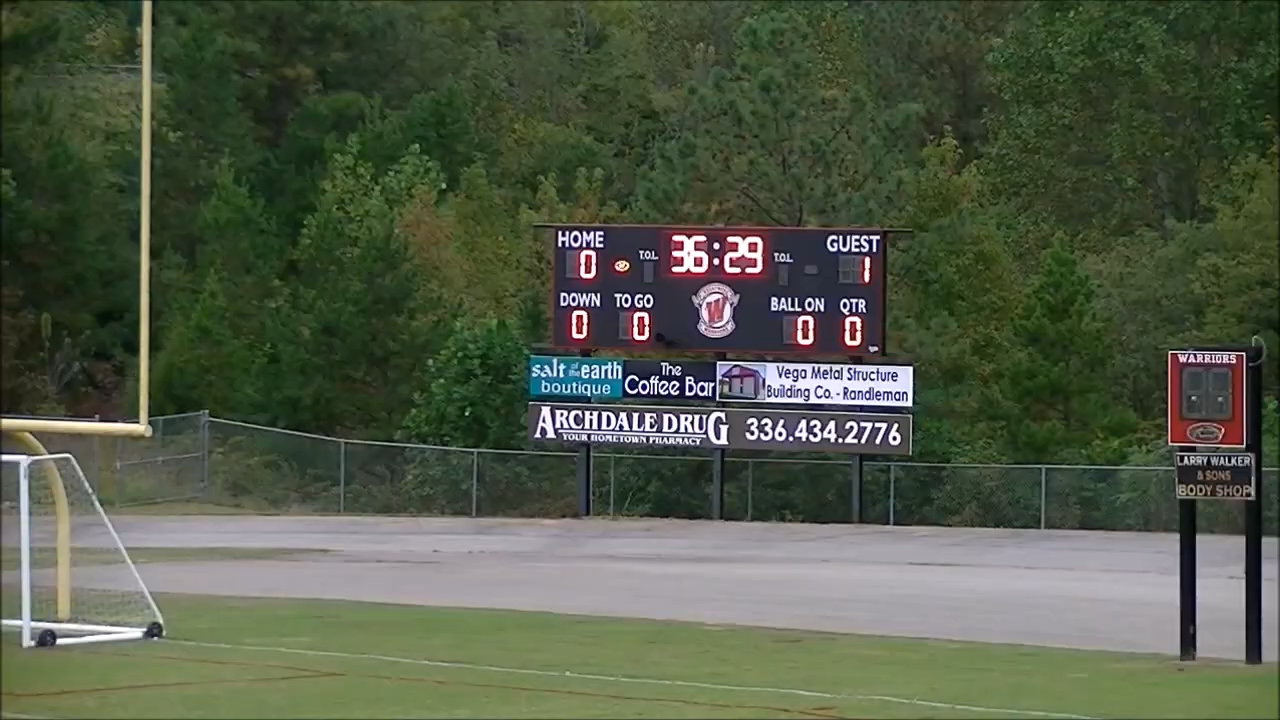 HOME T.O.L 36:29 T.O.L GUEST
0 1
DOWN TO GO W BALL ON QTR
0 0 0 0
salt of the earth
boutique
The
Coffee Bar
Vega Metal Structure
Building Co. - Randleman
ARCHDALE DRUG
YOUR HOMETOWN PHARMACY
336.434.2776
WARRIORS
LARRY WALKER
& SONS
BODY SHOP